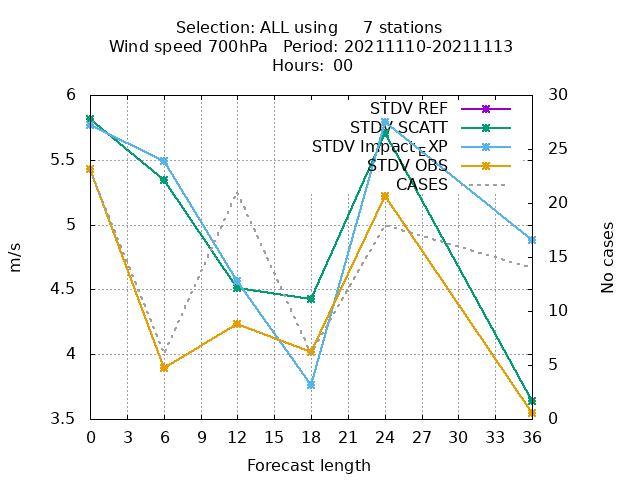 Selection: ALL using 7 stations
Wind speed 700hPa Period: 20211110-20211113
Hours: 00
6
5.5
5
4.5
4
3.5
30
25
20
15
10
5
0
STDV REF
STDV SCATT
STDV Impact_XP
STDV OBS
CASES
m/s
No cases
0 3 6 9 12 15 18 21 24 27 30 33 36
Forecast length